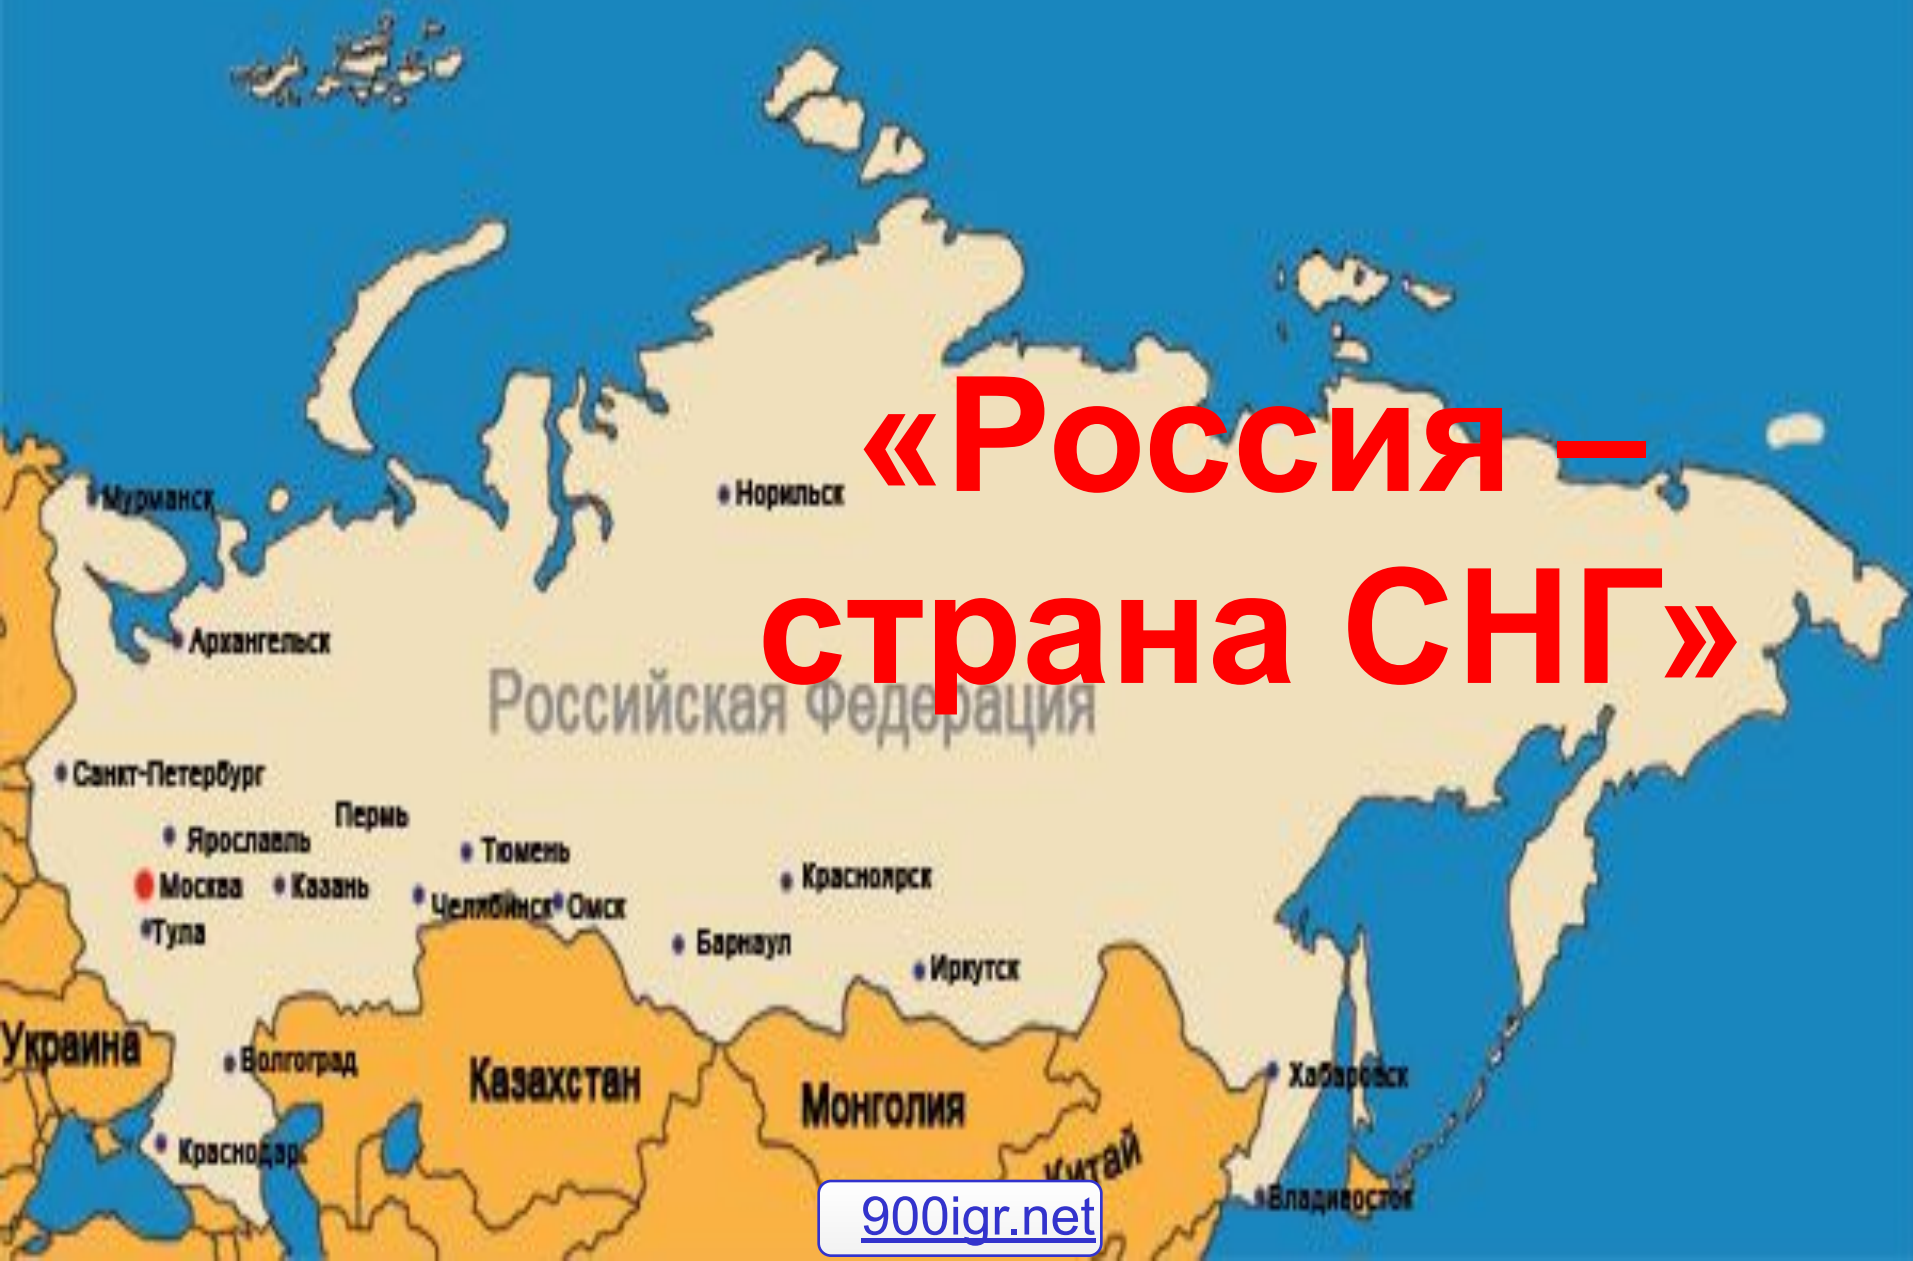 «Россия –
страна СНГ»
Мурманск
Норильск
Архангельск
Российская Федерация
Санкт-Петербург
Пермь
Ярославль
Тюмень
Москва
Казань
Красноярск
Челябинск
Омск
Тула
Барнаул
Иркутск
Украина
Волгоград
Казахстан
Хабаровск
Монголия
Краснодар
Китай
Владивосток
900igr.net